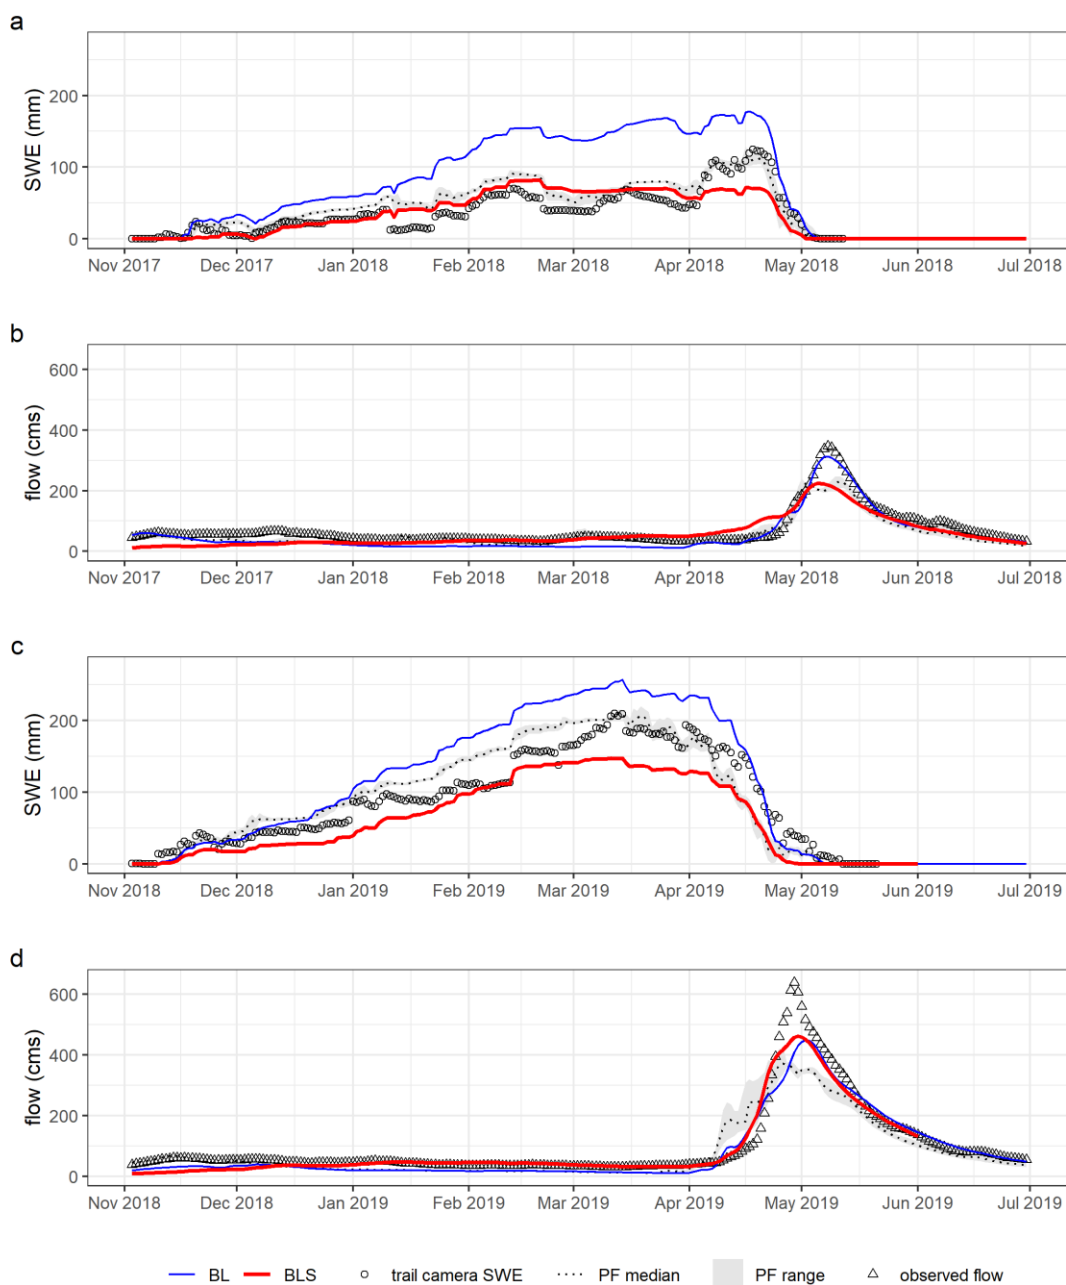 a
SWE (mm)
200
100
0
Nov 2017 Dec 2017 Jan 2018 Feb 2018 Mar 2018 Apr 2018 May 2018 Jun 2018 Jul 2018
b
flow (cms)
600
400
200
0
Nov 2017 Dec 2017 Jan 2018 Feb 2018 Mar 2018 Apr 2018 May 2018 Jun 2018 Jul 2018
c
SWE (mm)
200
100
0
Nov 2018 Dec 2018 Jan 2019 Feb 2019 Mar 2019 Apr 2019 May 2019 Jun 2019 Jul 2019
d
flow (cms)
600
400
200
0
Nov 2018 Dec 2018 Jan 2019 Feb 2019 Mar 2019 Apr 2019 May 2019 Jun 2019 Jul 2019
BL BLS trail camera SWE PF median PF range observed flow